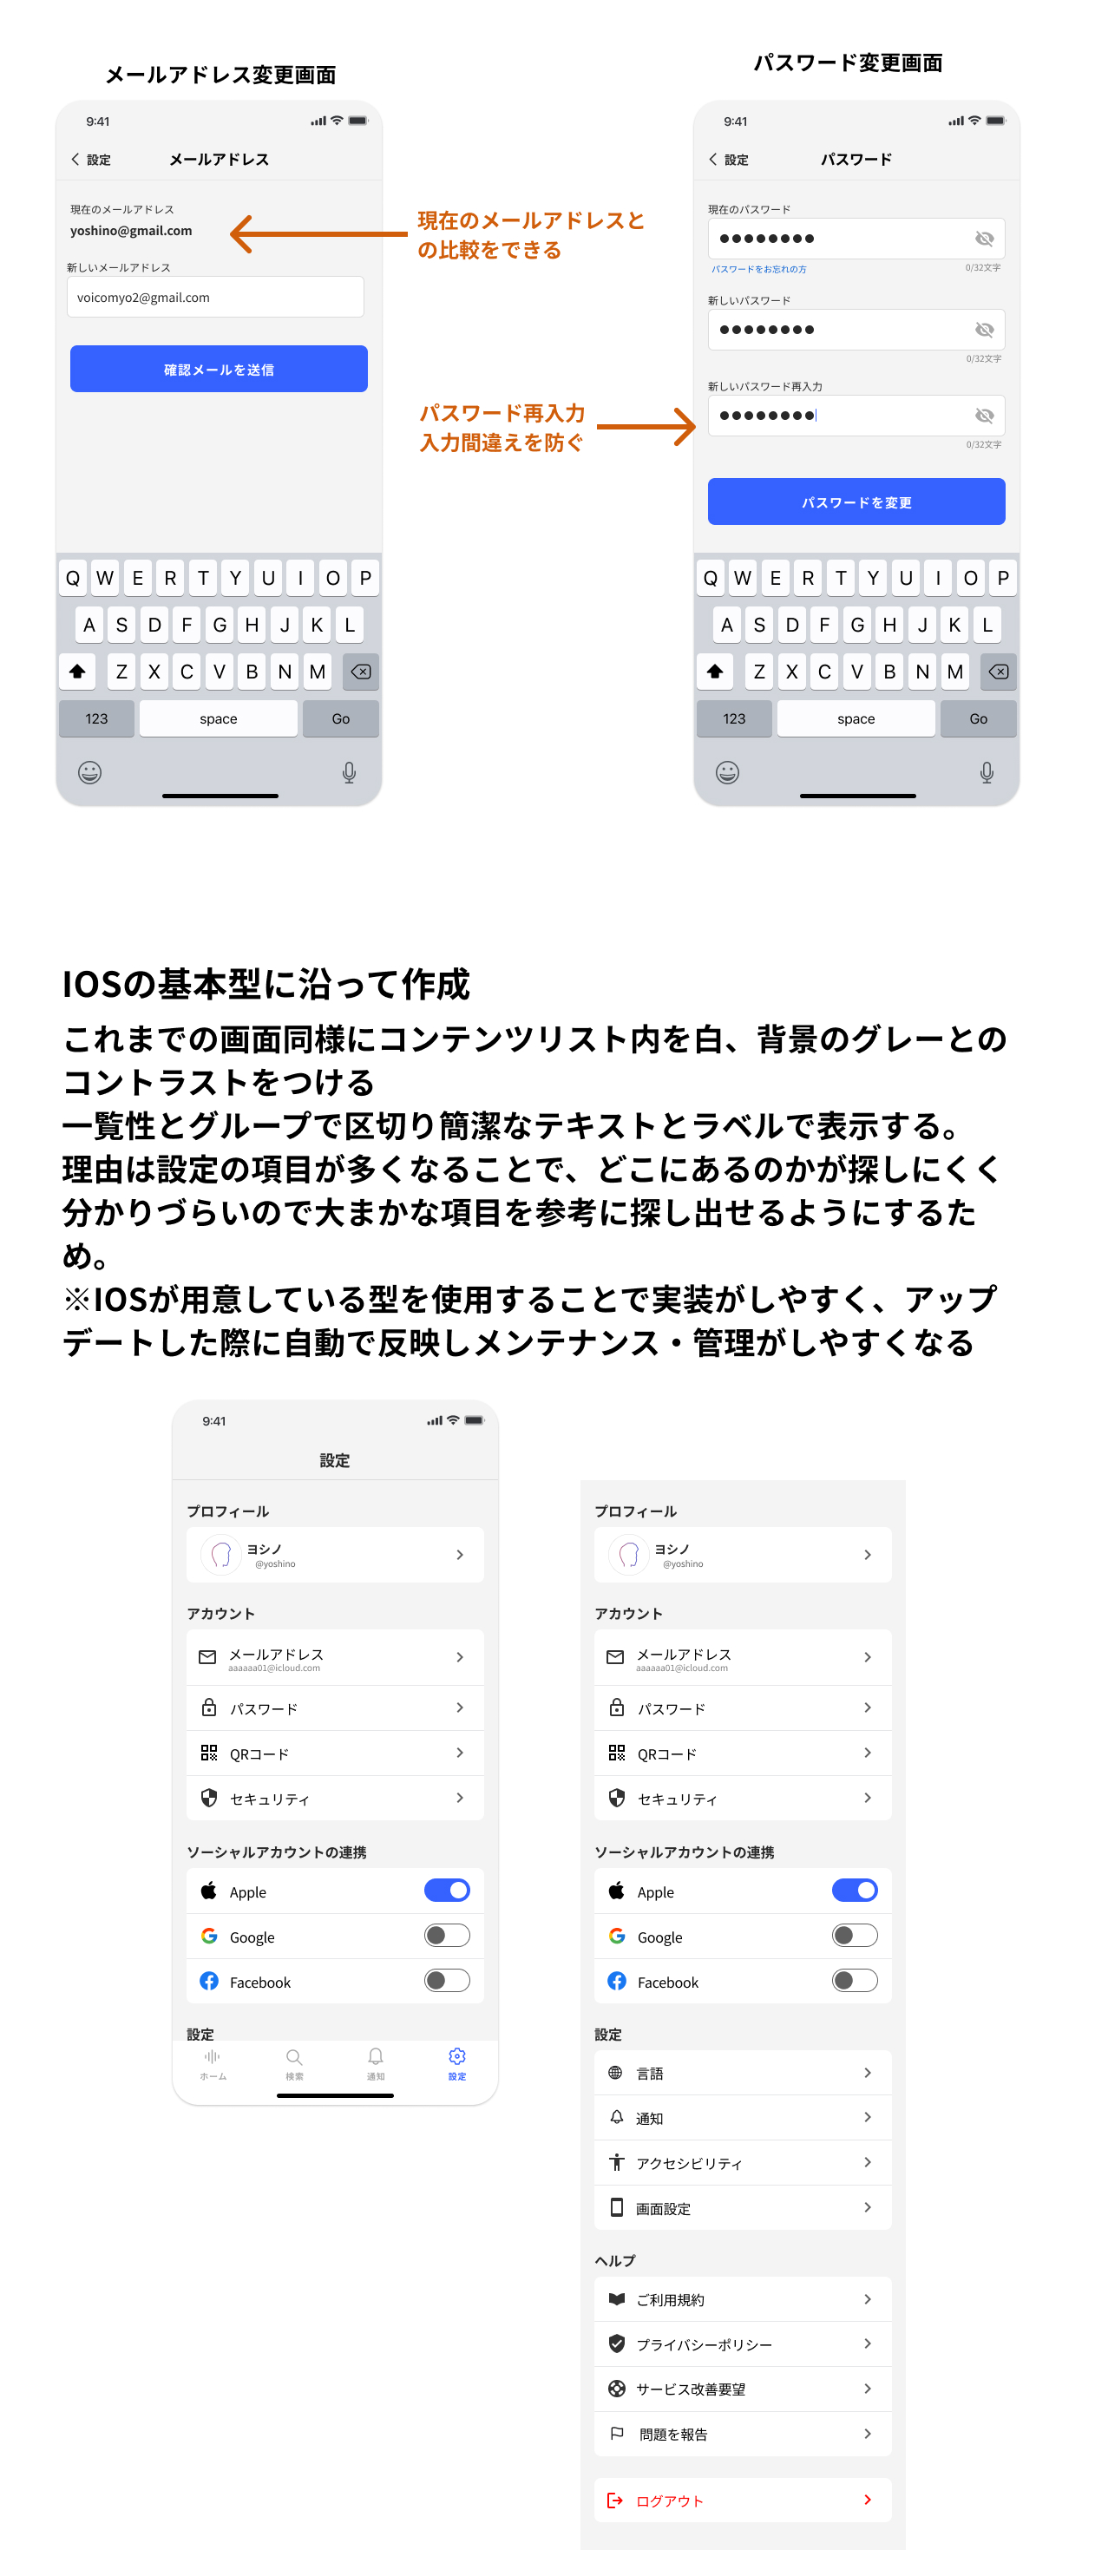 メールアドレス変更画面
9:41
設定
メールアドレス
現在のメールアドレス
yoshino@gmail.com
新しいメールアドレス
voicomyo2@gmail.com
確認メールを送信
Q W E R T Y U I O P
A S D F G H J K L
Z X C V B N M
123 space Go
現在のメールアドレスと
の比較をできる
パスワード再入力
入力間違えを防ぐ
パスワード変更画面
9:41
設定
パスワード
現在のパスワード
パスワードをお忘れの方
0/32文字
新しいパスワード
0/32文字
新しいパスワード再入力
0/32文字
パスワードを変更
Q W E R T Y U I O P
A S D F G H J K L
Z X C V B N M
123 space Go
IOSの基本型に沿って作成
これまでの画面同様にコンテンツリスト内を白、背景のグレーとの
コントラストをつける
一覧性とグループで区切り簡潔なテキストとラベルで表示する。
理由は設定の項目が多くなることで、どこにあるのかが探しにくく
分かりづらいので大まかな項目を参考に探し出せるようにするた
め。
※IOSが用意している型を使用することで実装がしやすく、アップ
デートした際に自動で反映しメンテナンス・管理がしやすくなる
9:41
設定
プロフィール
ヨシノ
@yoshino
アカウント
メールアドレス
aaaaaa01@icloud.com
パスワード
QRコード
セキュリティ
ソーシャルアカウントの連携
Apple
Google
Facebook
設定
ホーム 検索 通知 設定
プロフィール
ヨシノ
@yoshino
アカウント
メールアドレス
aaaaaa01@icloud.com
パスワード
QRコード
セキュリティ
ソーシャルアカウントの連携
Apple
Google
Facebook
設定
言語
通知
アクセシビリティ
画面設定
ヘルプ
ご利用規約
プライバシーポリシー
サービス改善要望
問題を報告
ログアウト